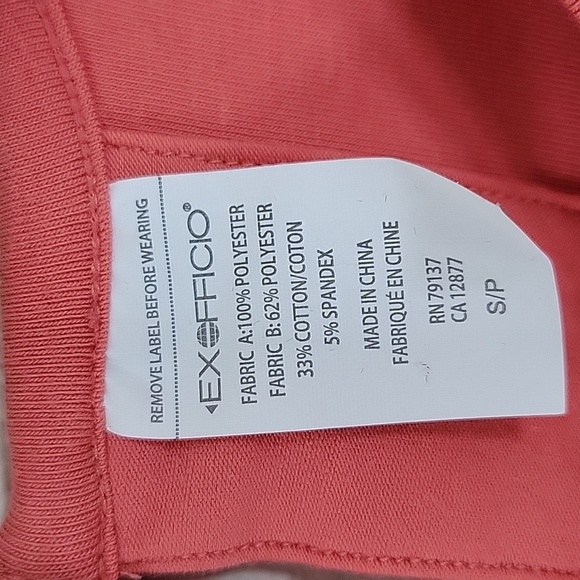 REMOVE LABEL BEFORE WEARING
EXOFFICIO®
FABRIC A:100% POLYESTER
FABRIC B: 62% POLYESTER
33% COTTON/COTON
5% SPANDEX
MADE IN CHINA
FABRIQUÉ EN CHINE
RN 79137
CA 12877
S/P